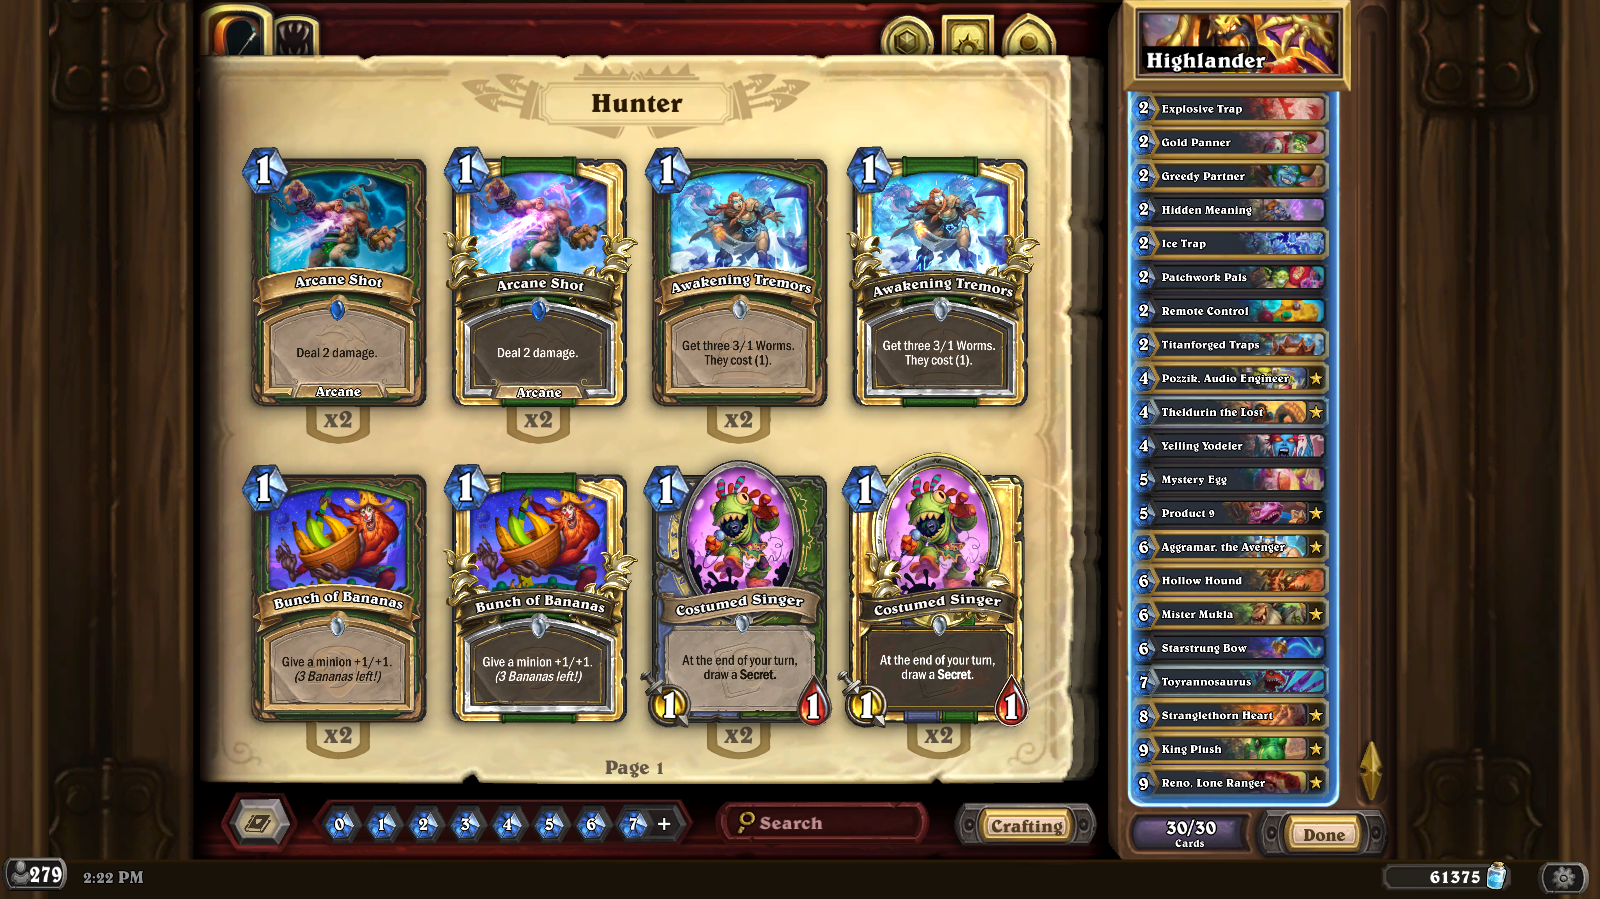 Hunter
1
Arcane Shot
Deal 2 damage.
Arcane
x2
1
Arcane Shot
Deal 2 damage.
Arcane
x2
1
Awakening Tremors
Get three 3/1 Worms.
They cost (1).
x2
1
Awakening Tremors
Get three 3/1 Worms.
They cost (1).
1
Bunch of Bananas
Give a minion +1/+1.
(3 Bananas left!)
x2
1
Bunch of Bananas
Give a minion +1/+1.
(3 Bananas left!)
1
Costumed Singer
At the end of your turn,
draw a Secret.
1 1
x2
1
Costumed Singer
At the end of your turn,
draw a Secret.
1 1
x2
Page 1
0 1 2 3 4 5 6 7 +
Search
Crafting
Highlander
2 Explosive Trap
2 Gold Panner
2 Greedy Partner
2 Hidden Meaning
2 Ice Trap
2 Patchwork Pals
2 Remote Control
2 Titanforged Traps
4 Pozzik, Audio Engineer
4 Theldurin the Lost
4 Yelling Yodeler
5 Mystery Egg
5 Product 9
6 Aggramar, the Avenger
6 Hollow Hound
6 Mister Mukla
6 Starstrung Bow
7 Toyrannosaurus
8 Stranglethorn Heart
9 King Plush
9 Reno, Lone Ranger
30/30
Cards
Done
279
2:22 PM
61375